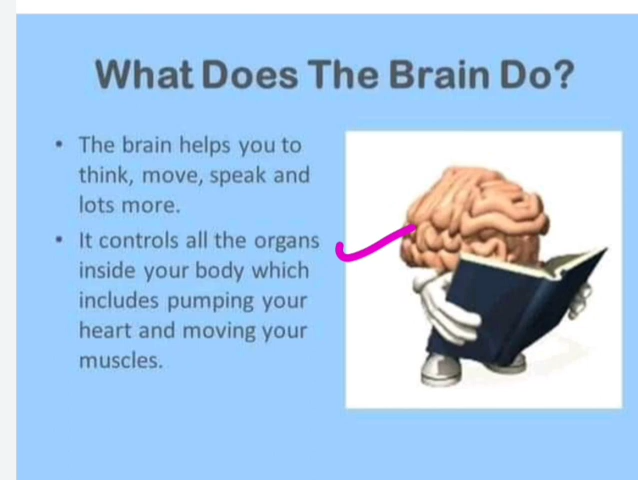 What Does The Brain Do?
• The brain helps you to
think, move, speak and
lots more.
• It controls all the organs
inside your body which
includes pumping your
heart and moving your
muscles.